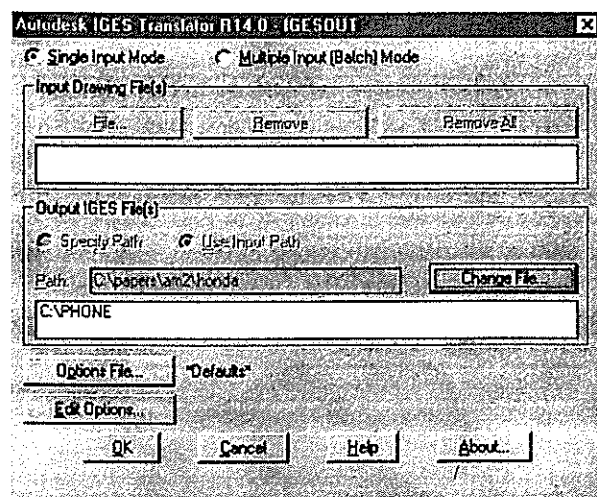 Autodesk IGES Translator R14.0 - IGESOUT
Single Input Mode Multiple Input (Batch) Mode
Input Drawing File(s)
File... Remove Remove All
Output IGES File(s)
Specify Path Use Input Path
Path: C:\papers\am2\honda Change File...
C:\PHONE
Options File... "Defaults"
Edit Options...
OK Cancel Help About...